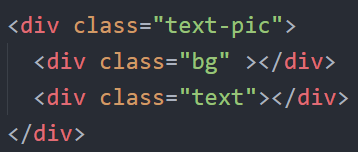 <div class="text-pic">
  <div class="bg" ></div>
  <div class="text"></div>
</div>